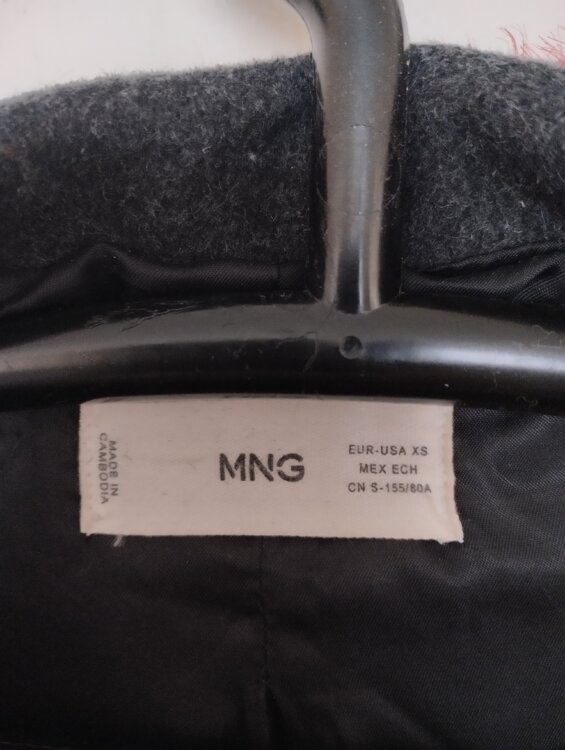 MADE IN
CAMBODIA
MNG
EUR-USA XS
MEX ECH
CN S-155/80A